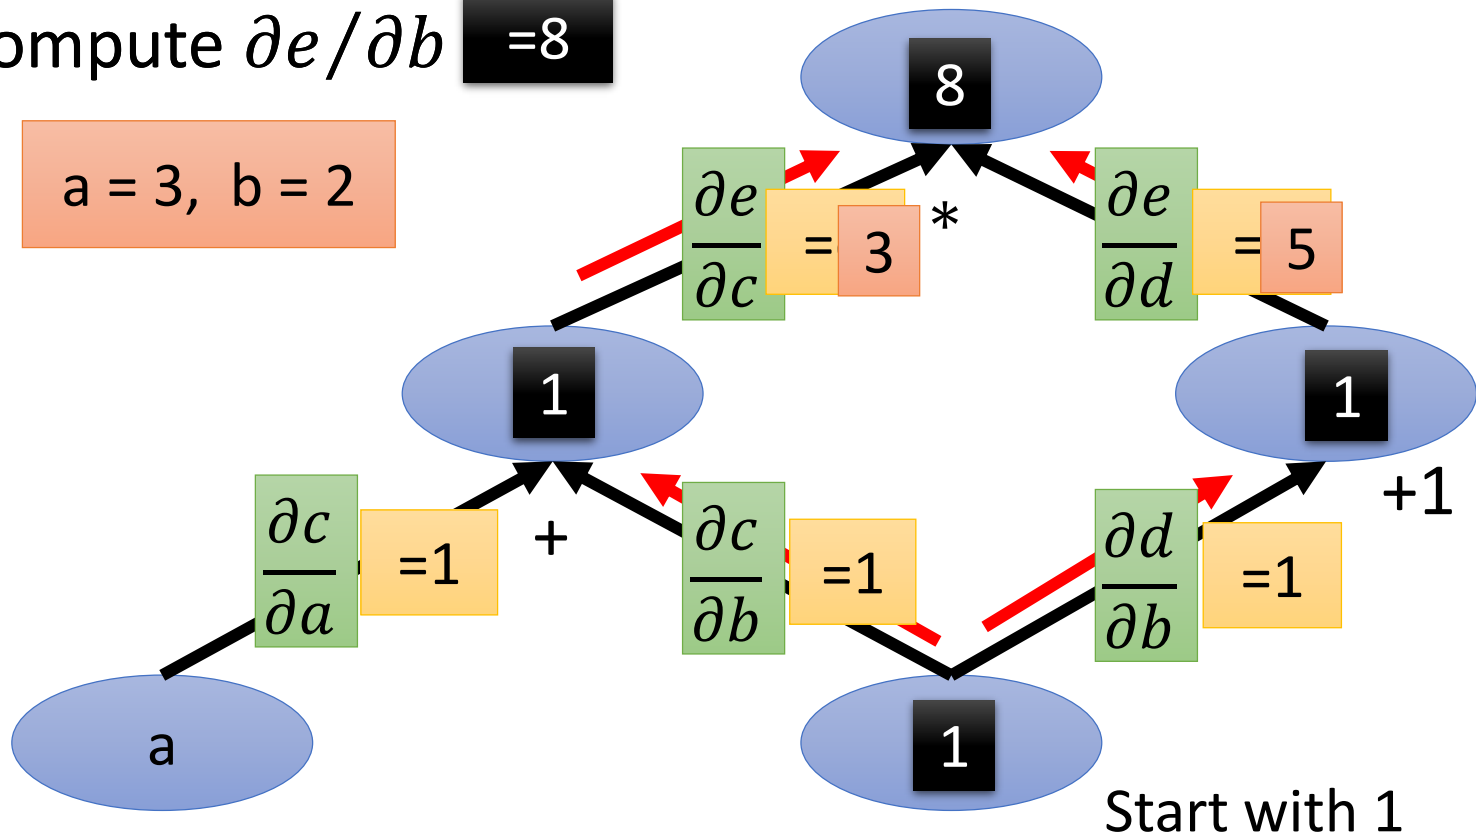 ompute ∂e/∂b =8
8
a = 3, b = 2
∂e
∂c
=
3
*
∂e
∂d
=
5
1
1
+1
∂c
∂a
=1
+
∂c
∂b
=1
∂d
∂b
=1
a
1
Start with 1